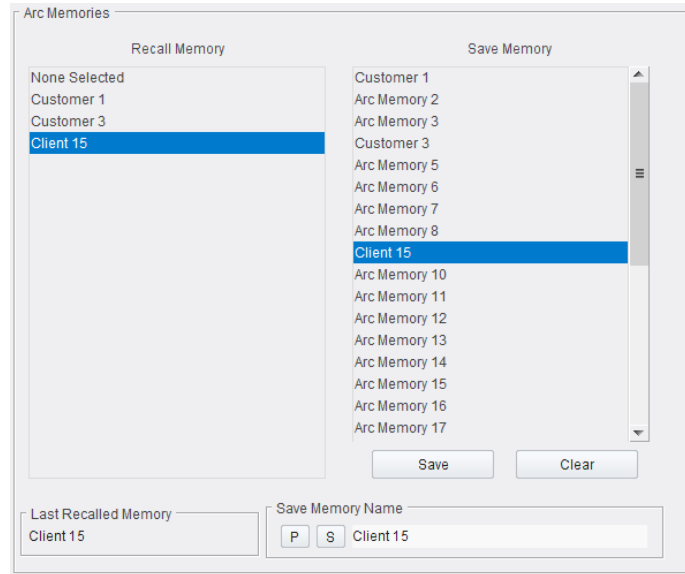 Arc Memories
Recall Memory
None Selected
Customer 1
Customer 3
Client 15
Save Memory
Customer 1
Arc Memory 2
Arc Memory 3
Customer 3
Arc Memory 5
Arc Memory 6
Arc Memory 7
Arc Memory 8
Client 15
Arc Memory 10
Arc Memory 11
Arc Memory 12
Arc Memory 13
Arc Memory 14
Arc Memory 15
Arc Memory 16
Arc Memory 17
Save
Clear
Last Recalled Memory
Client 15
Save Memory Name
P S Client 15